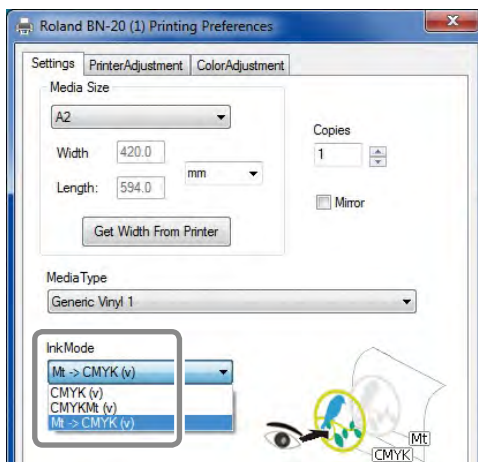 Roland BN-20 (1) Printing Preferences
Settings PrinterAdjustment ColorAdjustment
Media Size
A2
Width 420.0
mm
Length: 594.0
Get Width From Printer
Copies
1
Mirror
MediaType
Generic Vinyl 1
InkMode
Mt -> CMYK (v)
CMYK (v)
CMYKMt (v)
Mt -> CMYK (v)
Mt
CMYK